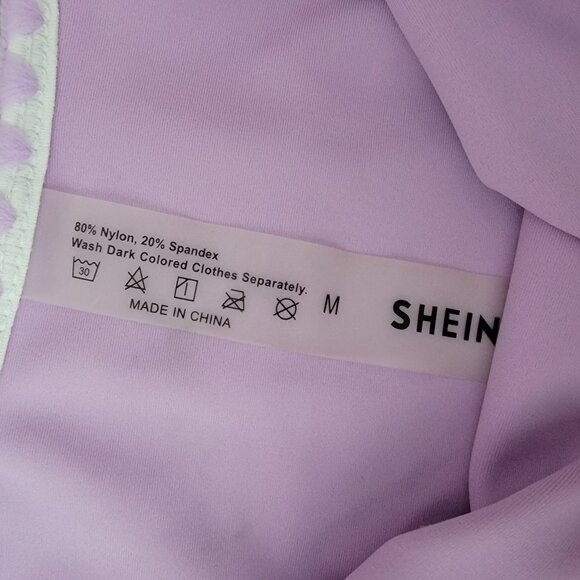 80% Nylon, 20% Spandex
Wash Dark Colored Clothes Separately.
30
M
MADE IN CHINA
SHEIN